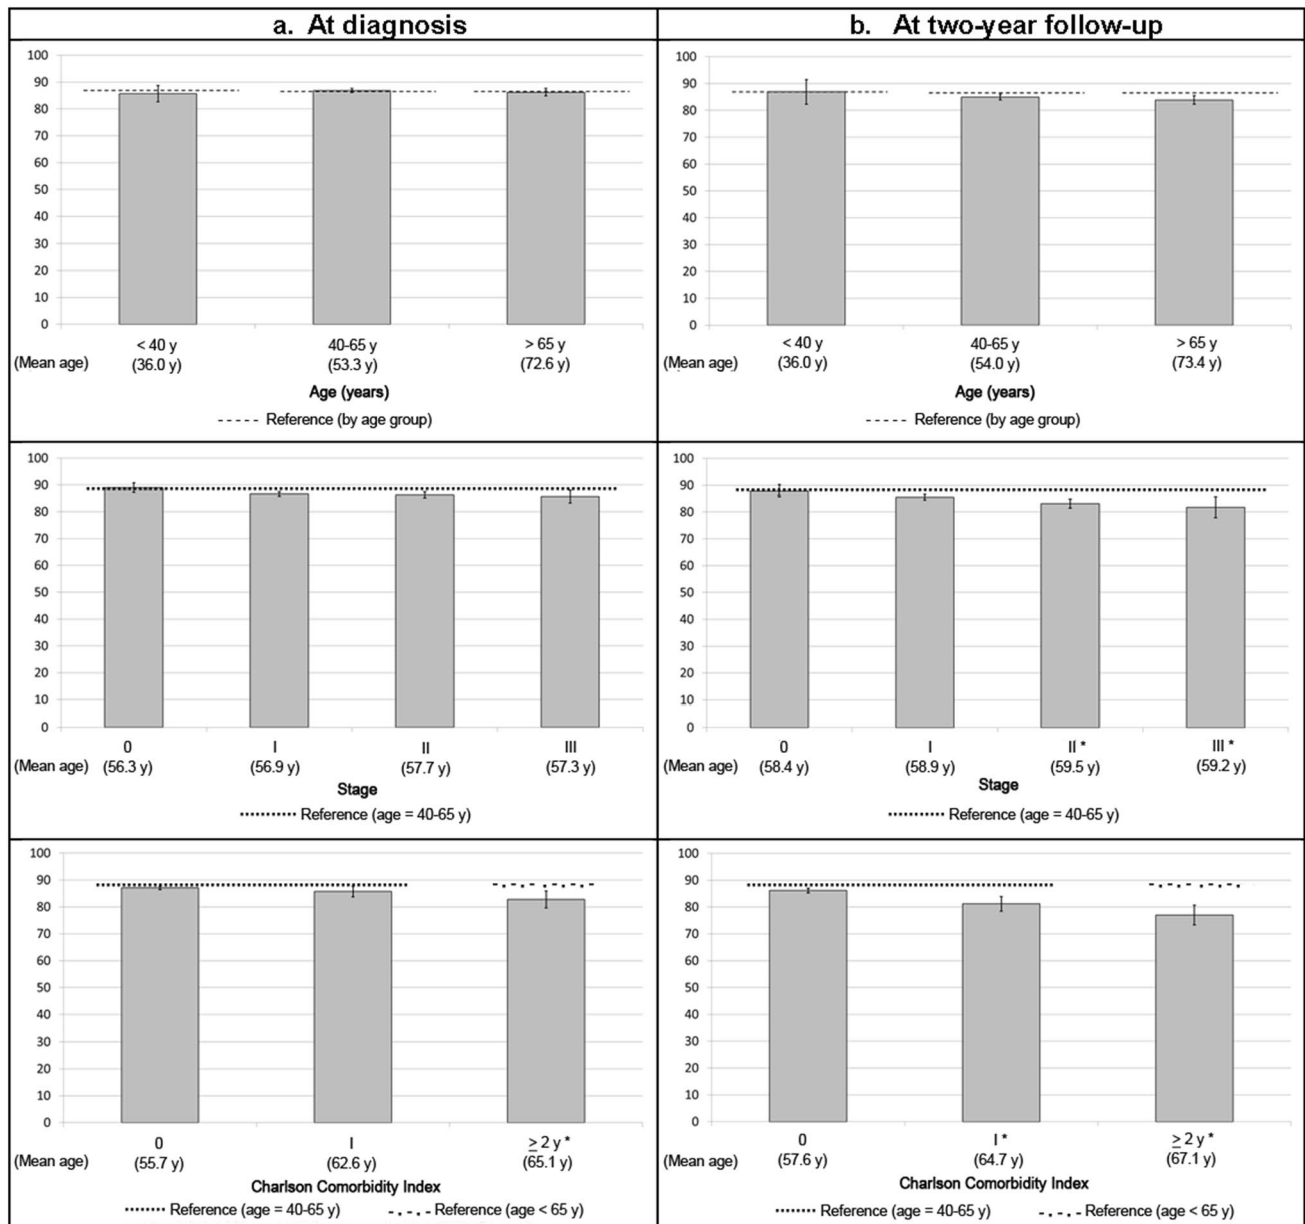 a. At diagnosis
100
90
80
70
60
50
40
30
20
10
0
< 40 y 40-65 y > 65 y
(Mean age) (36.0 y) (53.3 y) (72.6 y)
Age (years)
Reference (by age group)
b. At two-year follow-up
100
90
80
70
60
50
40
30
20
10
0
< 40 y 40-65 y > 65 y
(Mean age) (36.0 y) (54.0 y) (73.4 y)
Age (years)
Reference (by age group)
100
90
80
70
60
50
40
30
20
10
0
0 I II III
(Mean age) (56.3 y) (56.9 y) (57.7 y) (57.3 y)
Stage
Reference (age = 40-65 y)
100
90
80
70
60
50
40
30
20
10
0
0 I II * III *
(Mean age) (58.4 y) (58.9 y) (59.5 y) (59.2 y)
Stage
Reference (age = 40-65 y)
100
90
80
70
60
50
40
30
20
10
0
0 I ≥ 2 y *
(Mean age) (55.7 y) (62.6 y) (65.1 y)
Charlson Comorbidity Index
Reference (age = 40-65 y) Reference (age < 65 y)
100
90
80
70
60
50
40
30
20
10
0
0 I * ≥ 2 y *
(Mean age) (57.6 y) (64.7 y) (67.1 y)
Charlson Comorbidity Index
Reference (age = 40-65 y) Reference (age < 65 y)